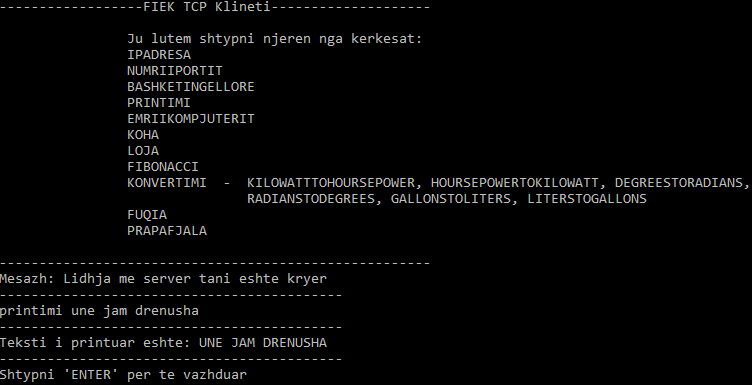 ------------------FIEK TCP Klineti--------------------
Ju lutem shtypni njeren nga kerkesat:
IPADRESA
NUMRIIPORTIT
BASHKETINGELLORE
PRINTIMI
EMRIIKOMPJUTERIT
KOHA
LOJA
FIBONACCI
KONVERTIMI  -  KILOWATTTOHOURSEPOWER, HOURSEPOWERTOKILOWATT, DEGREESTORADIANS,
RADIANSTODEGREES, GALLONSTOLITERS, LITERSTOGALLONS
FUQIA
PRAPAFJALA
------------------------------------------------------
Mesazh: Lidhja me server tani eshte kryer
-------------------------------------------
printimi une jam drenusha
-------------------------------------------
Teksti i printuar eshte: UNE JAM DRENUSHA
-------------------------------------------
Shtypni 'ENTER' per te vazhduar